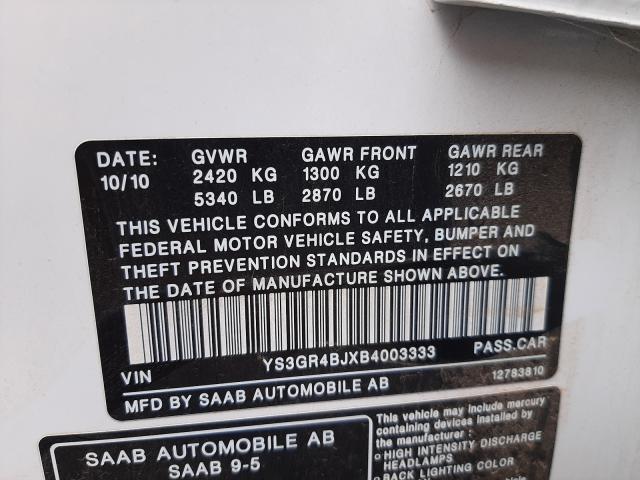 DATE: GVWR GAWR FRONT GAWR REAR
10/10 2420 KG 1300 KG 1210 KG
5340 LB 2870 LB 2670 LB
THIS VEHICLE CONFORMS TO ALL APPLICABLE
FEDERAL MOTOR VEHICLE SAFETY, BUMPER AND
THEFT PREVENTION STANDARDS IN EFFECT ON
THE DATE OF MANUFACTURE SHOWN ABOVE.
VIN YS3GR4BJXB4003333 PASS.CAR
MFD BY SAAB AUTOMOBILE AB 12783810
SAAB AUTOMOBILE AB
SAAB 9-5
This vehicle may include mercury
containing devices installed by
the manufacturer :
o HIGH INTENSITY DISCHARGE
HEADLAMPS
o BACK LIGHTING COLOR